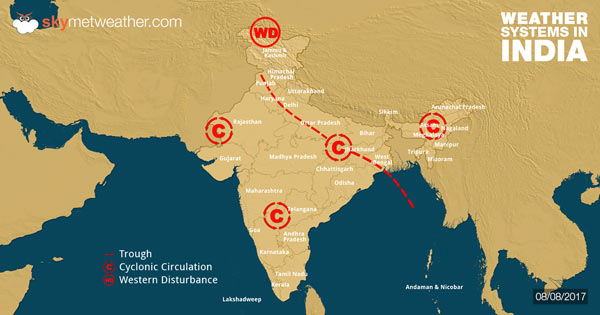 skymetweather.com
WEATHER
SYSTEMS IN
INDIA
WD
Jammu &
Kashmir
Himachal
Pradesh
Punjab
Uttarakhand
Haryana
Delhi
Sikkim
Arunachal Pradesh
C
Rajasthan
Uttar Pradesh
C
Assam
Nagaland
Meghalaya
Bihar
C
Jharkhand
Manipur
Tripura
Mizoram
West
Bengal
Gujarat
Madhya Pradesh
Chhattisgarh
Odisha
Maharashtra
C
Telangana
Goa
Andhra
Pradesh
Karnataka
Tamil Nadu
Kerala
Lakshadweep
Andaman & Nicobar
Trough
C Cyclonic Circulation
WD Western Disturbance
08/08/2017